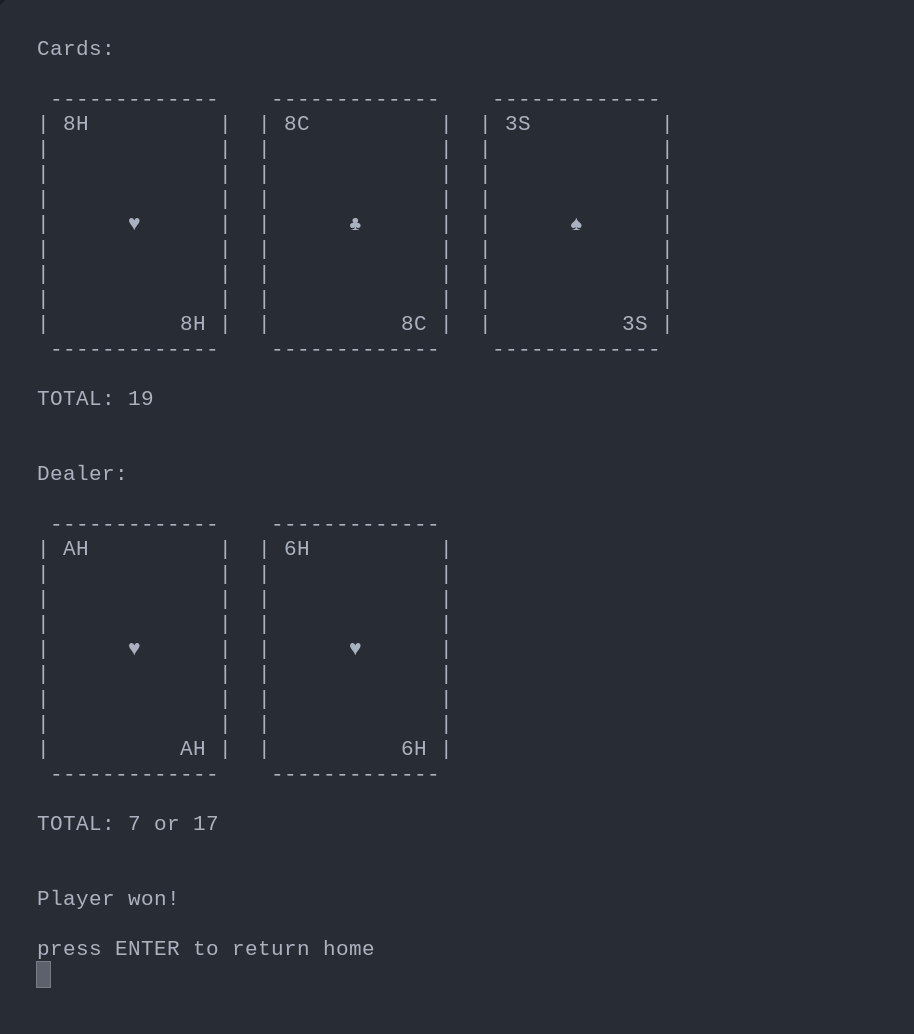 Cards:
 -------------    -------------    -------------
| 8H          |  | 8C          |  | 3S          |
|             |  |             |  |             |
|             |  |             |  |             |
|             |  |             |  |             |
|      ♥      |  |      ♣      |  |      ♠      |
|             |  |             |  |             |
|             |  |             |  |             |
|             |  |             |  |             |
|          8H |  |          8C |  |          3S |
 -------------    -------------    -------------
TOTAL: 19
Dealer:
 -------------    -------------
| AH          |  | 6H          |
|             |  |             |
|             |  |             |
|             |  |             |
|      ♥      |  |      ♥      |
|             |  |             |
|             |  |             |
|             |  |             |
|          AH |  |          6H |
 -------------    -------------
TOTAL: 7 or 17
Player won!
press ENTER to return home